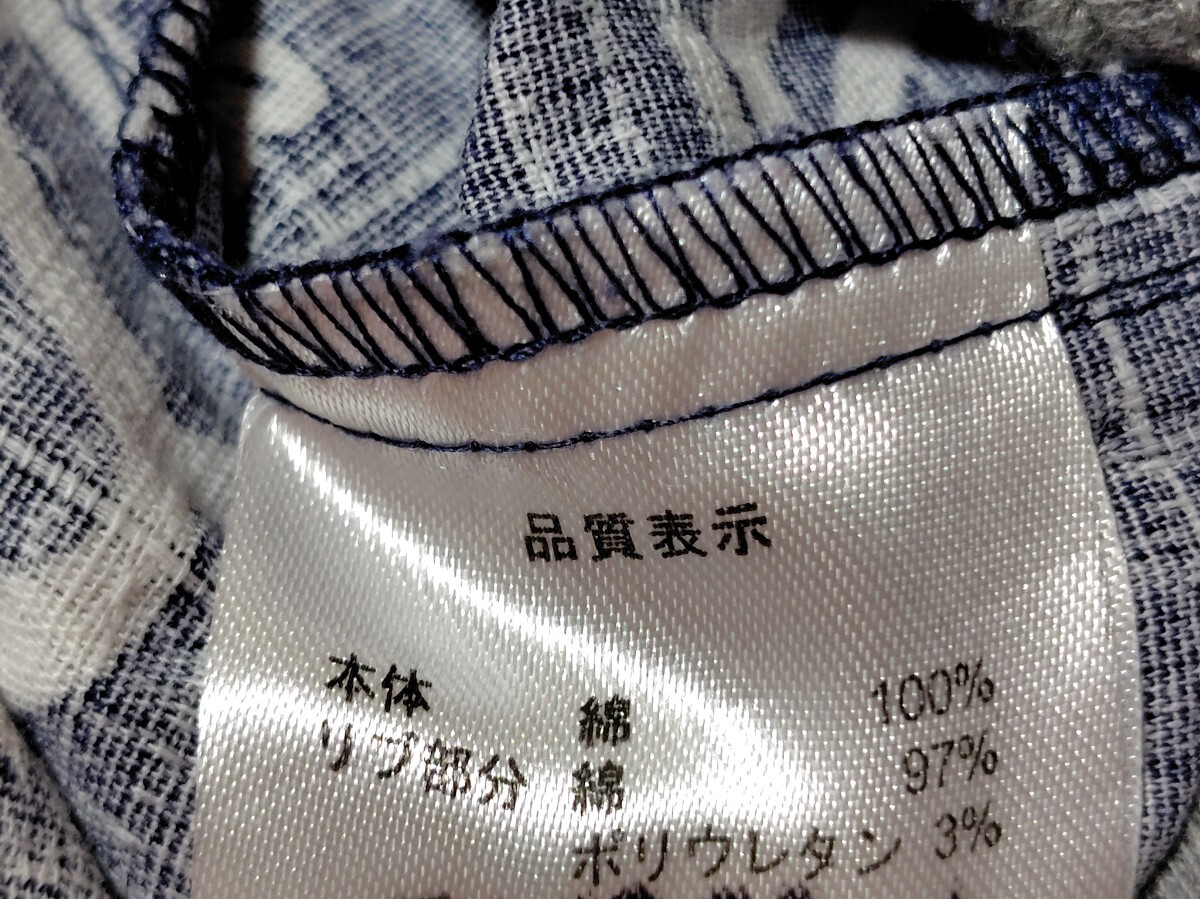 品質表示
本体 綿 100%
リブ部分 綿 97%
ポリウレタン 3%